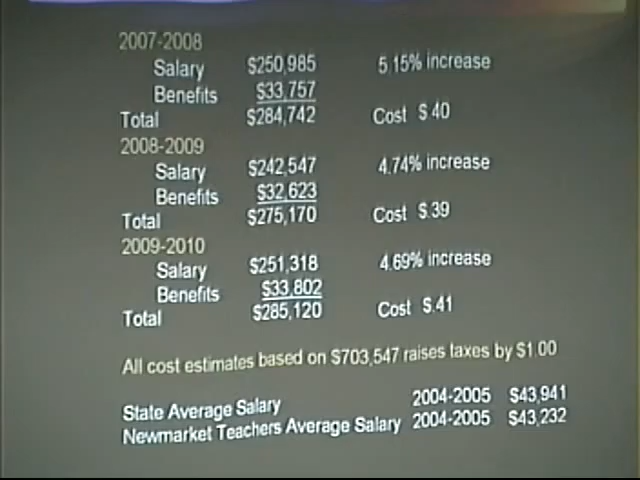 2007-2008
Salary $250,985 5.15% increase
Benefits $33,757
Total $284,742 Cost $.40
2008-2009
Salary $242,547 4.74% increase
Benefits $32,623
Total $275,170 Cost $.39
2009-2010
Salary $251,318 4.69% increase
Benefits $33,802
Total $285,120 Cost $.41
All cost estimates based on $703,547 raises taxes by $1.00
State Average Salary 2004-2005 $43,941
Newmarket Teachers Average Salary 2004-2005 $43,232